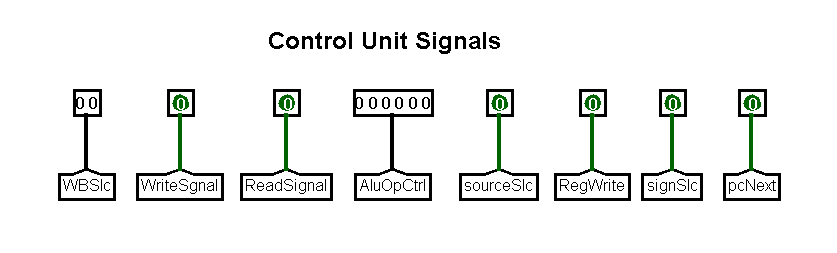 Control Unit Signals
0 0 0 0 0 0 0 0 0 0 0 0 0 0
WBSlc WriteSgnal ReadSignal AluOpCtrl sourceSlc RegWrite signSlc pcNext